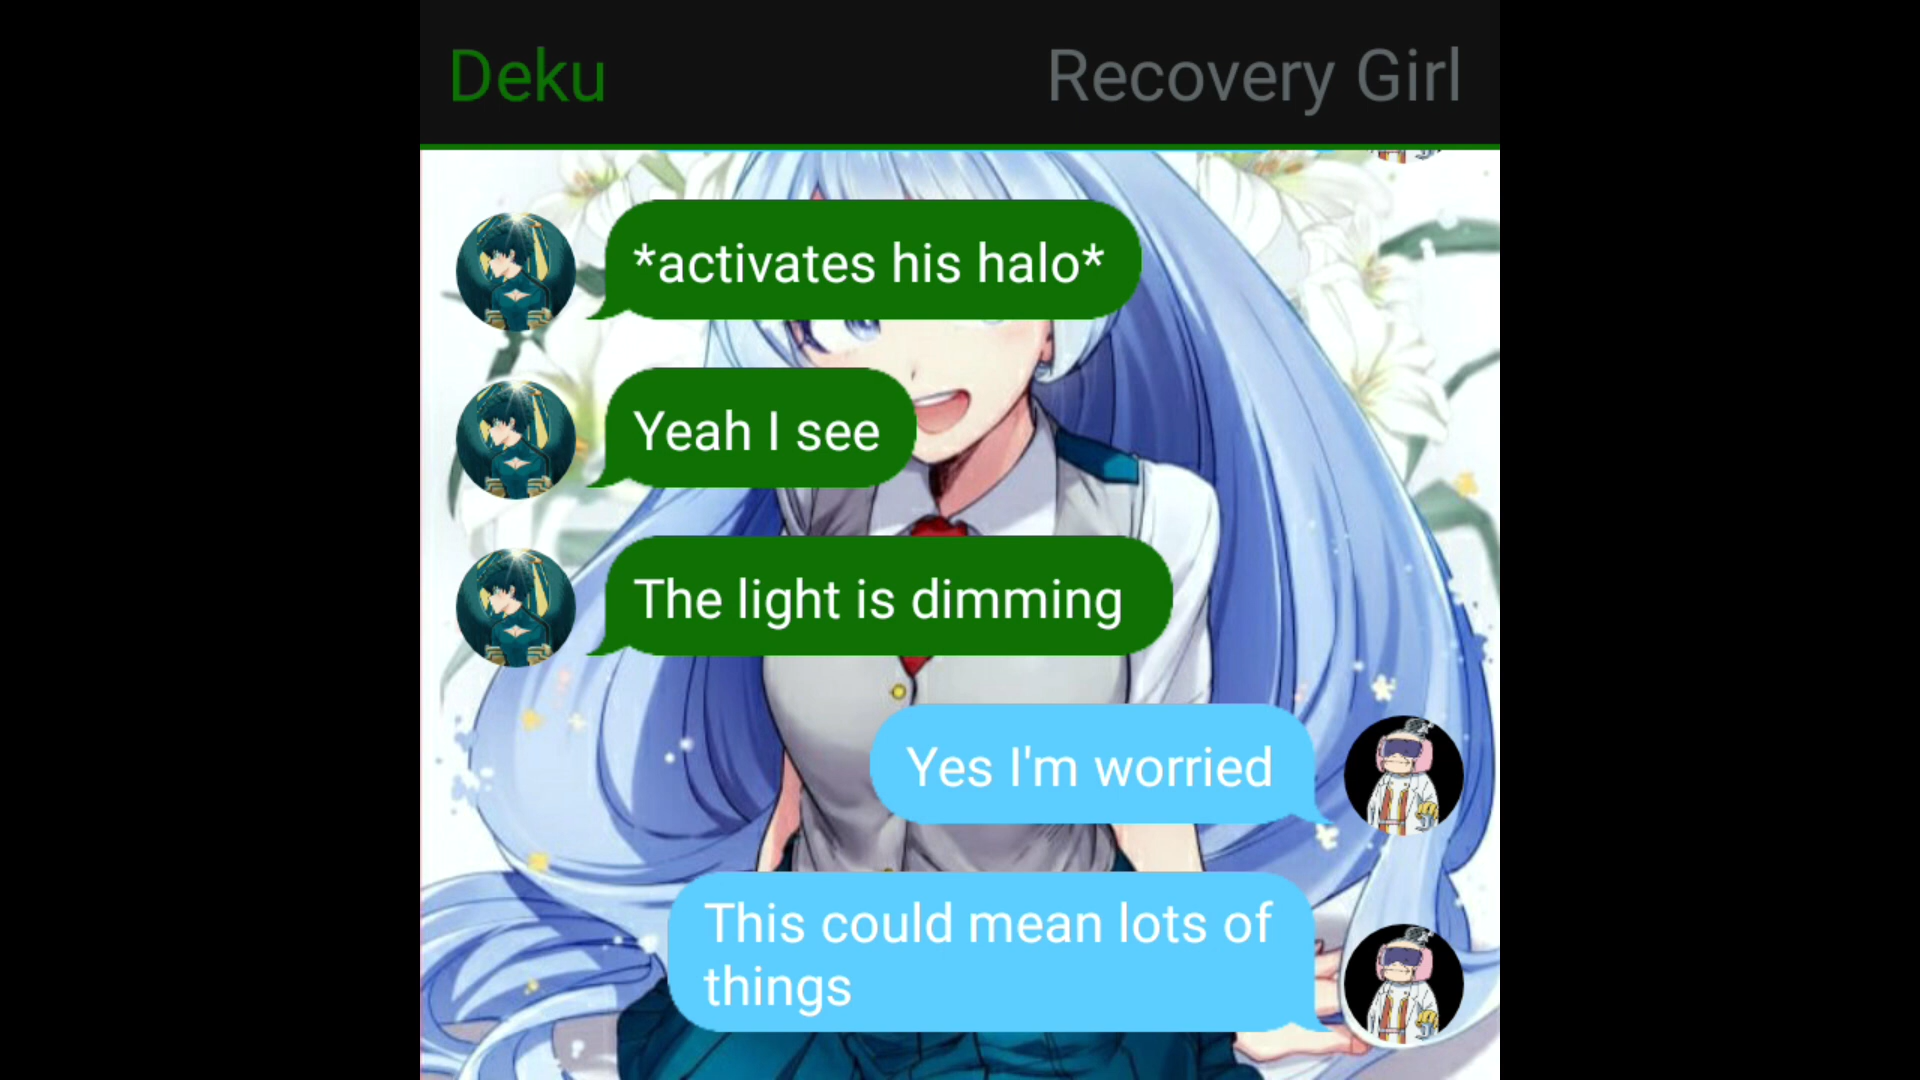 Deku Recovery Girl
*activates his halo*
Yeah I see
The light is dimming
Yes I'm worried
This could mean lots of
things